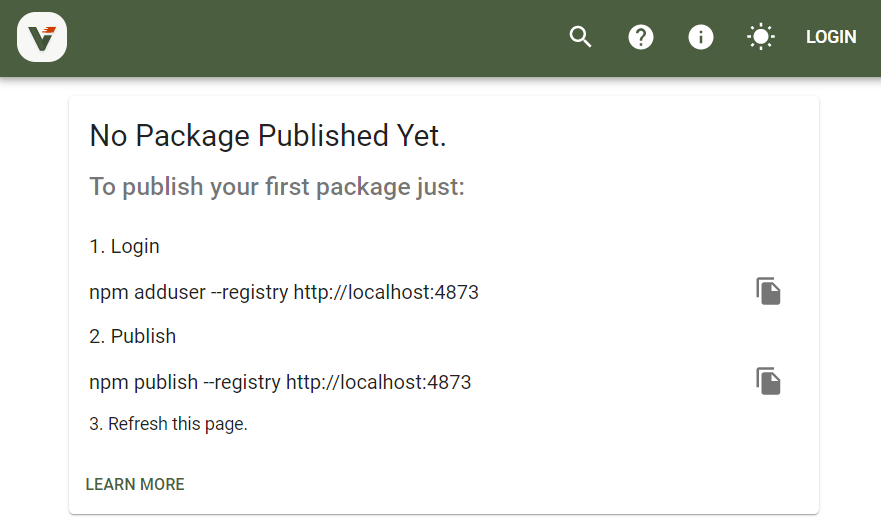 LOGIN
No Package Published Yet.
To publish your first package just:
1. Login
npm adduser --registry http://localhost:4873
2. Publish
npm publish --registry http://localhost:4873
3. Refresh this page.
LEARN MORE